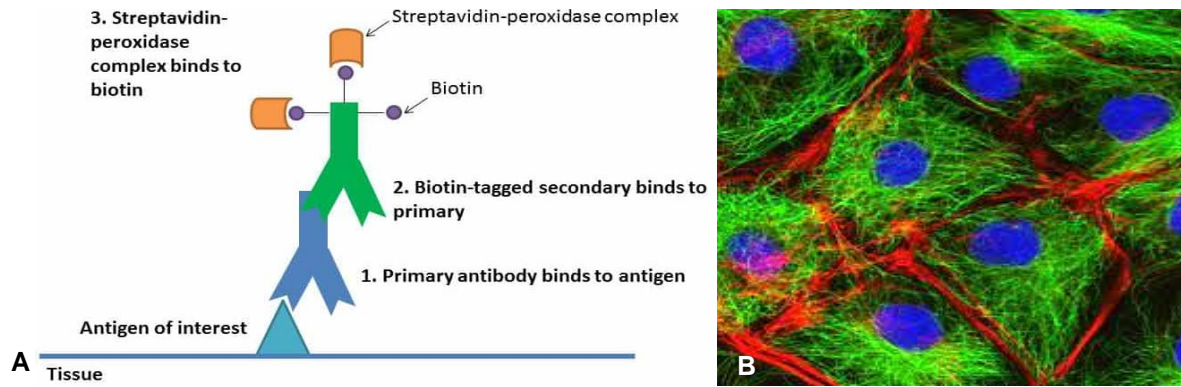 3. Streptavidin-
peroxidase
complex binds to
biotin
Streptavidin-peroxidase complex
Biotin
2. Biotin-tagged secondary binds to
primary
1. Primary antibody binds to antigen
Antigen of interest
A
Tissue
B